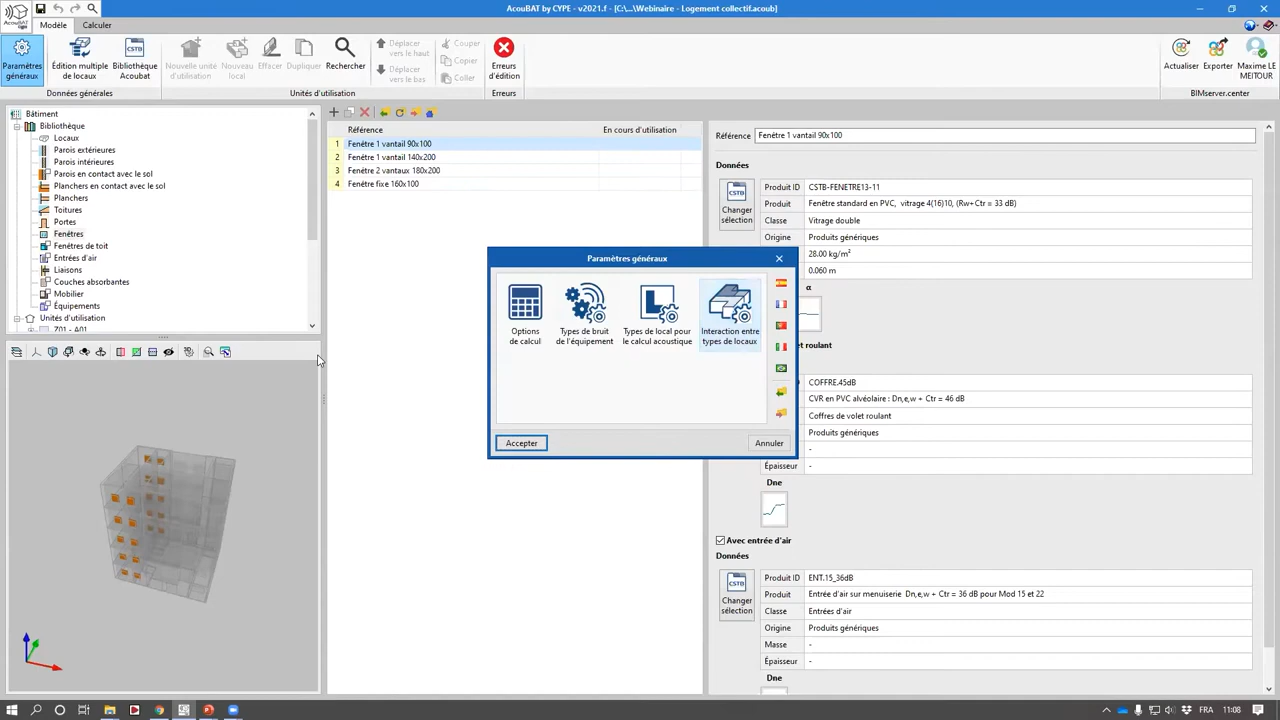 AcouBAT by CYPE - v2021.f - [C:\...\Webinaire - Logement collectif.acoub]
AcouBAT
Modèle
Calculer
Paramètres généraux
Édition multiple de locaux
CSTB
Bibliothèque Acoubat
Nouvelle unité d'utilisation
Nouveau local
Effacer
Dupliquer
Rechercher
Déplacer vers le haut
Déplacer vers le bas
Couper
Copier
Coller
Erreurs d'édition
Actualiser
Exporter
Maxime LE MEITOUR
Données générales
Unités d'utilisation
Erreurs
BIMserver.center
Bâtiment
Bibliothèque
Locaux
Parois extérieures
Parois intérieures
Parois en contact avec le sol
Planchers en contact avec le sol
Planchers
Toitures
Portes
Fenêtres
Fenêtres de toit
Entrées d'air
Liaisons
Couches absorbantes
Mobilier
Équipements
Unités d'utilisation
Z01 - A01
Référence
En cours d'utilisation
1 Fenêtre 1 vantail 90x100
2 Fenêtre 1 vantail 140x200
3 Fenêtre 2 vantaux 180x200
4 Fenêtre fixe 160x100
Référence Fenêtre 1 vantail 90x100
Données
CSTB
Changer sélection
Produit ID CSTB-FENETRE13-11
Produit Fenêtre standard en PVC, vitrage 4(16)10, (Rw+Ctr = 33 dB)
Classe Vitrage double
Origine Produits génériques
28.00 kg/m²
0.060 m
α
et roulant
COFFRE.45dB
CVR en PVC alvéolaire : Dn,e,w + Ctr = 46 dB
Coffres de volet roulant
Produits génériques
-
Épaisseur -
Dne
Avec entrée d'air
Données
CSTB
Changer sélection
Produit ID ENT.15_36dB
Produit Entrée d'air sur menuiserie Dn,e,w + Ctr = 36 dB pour Mod 15 et 22
Classe Entrées d'air
Origine Produits génériques
Masse -
Épaisseur -
Dne
Paramètres généraux
Options de calcul
Types de bruit de l'équipement
Types de local pour le calcul acoustique
Interaction entre types de locaux
Accepter
Annuler
FRA
11:08